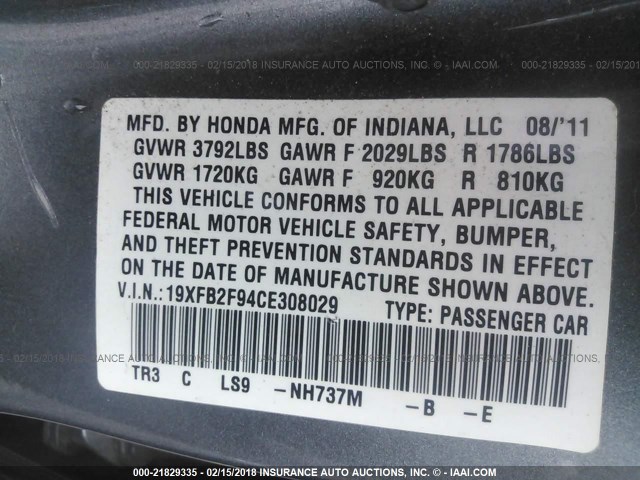 000-21829335 - 02/15/2018 INSURANCE AUTO AUCTIONS, INC. - IAAI.COM
MFD. BY HONDA MFG. OF INDIANA, LLC 08/'11
GVWR 3792LBS GAWR F 2029LBS R 1786LBS
GVWR 1720KG GAWR F 920KG R 810KG
THIS VEHICLE CONFORMS TO ALL APPLICABLE
FEDERAL MOTOR VEHICLE SAFETY, BUMPER,
AND THEFT PREVENTION STANDARDS IN EFFECT
ON THE DATE OF MANUFACTURE SHOWN ABOVE.
V.I.N.:19XFB2F94CE308029 TYPE: PASSENGER CAR
TR3 C LS9 -NH737M -B -E
000-21829335 - 02/15/2018 INSURANCE AUTO AUCTIONS, INC. - IAAI.COM